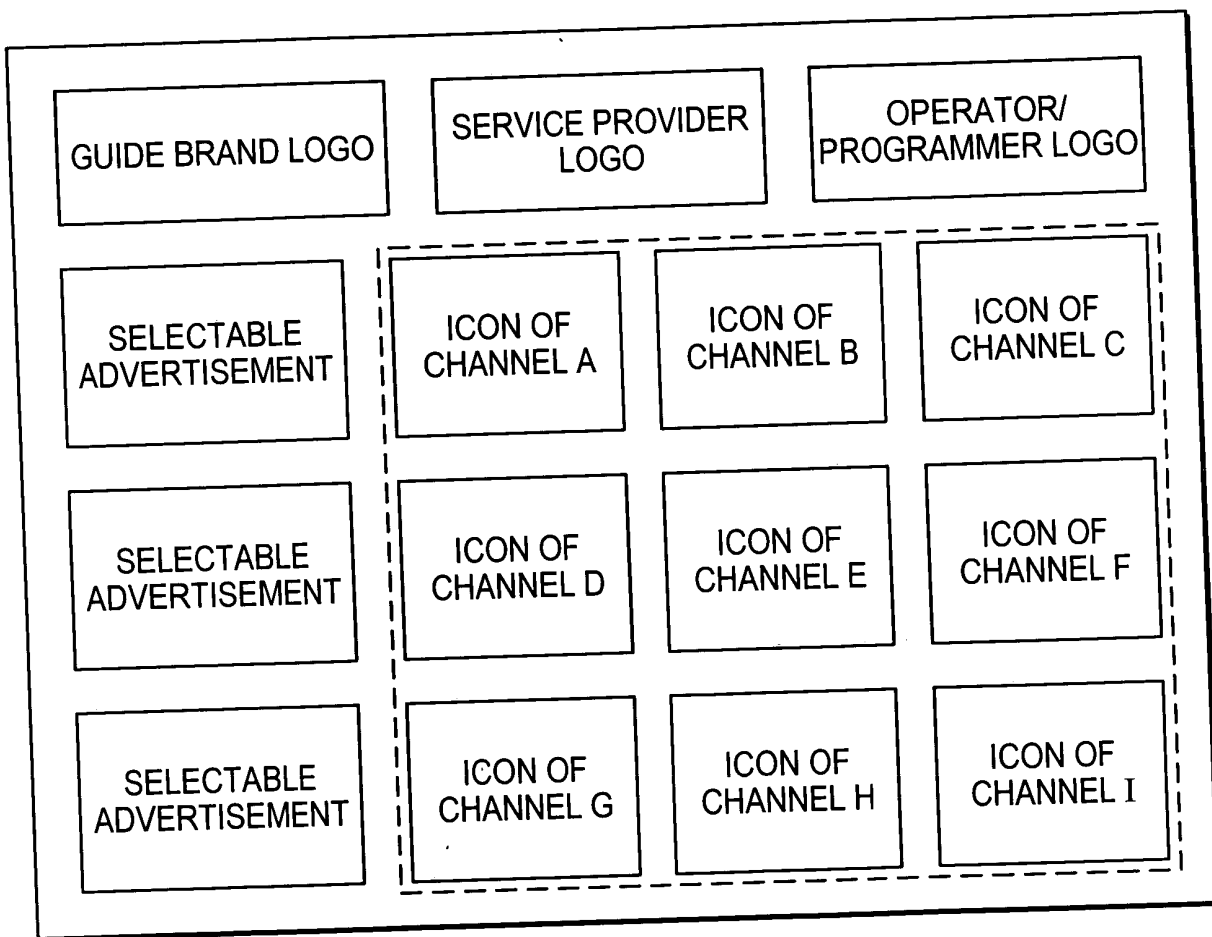 GUIDE BRAND LOGO
SERVICE PROVIDER
LOGO
OPERATOR/
PROGRAMMER LOGO
SELECTABLE
ADVERTISEMENT
ICON OF
CHANNEL A
ICON OF
CHANNEL B
ICON OF
CHANNEL C
SELECTABLE
ADVERTISEMENT
ICON OF
CHANNEL D
ICON OF
CHANNEL E
ICON OF
CHANNEL F
SELECTABLE
ADVERTISEMENT
ICON OF
CHANNEL G
ICON OF
CHANNEL H
ICON OF
CHANNEL I